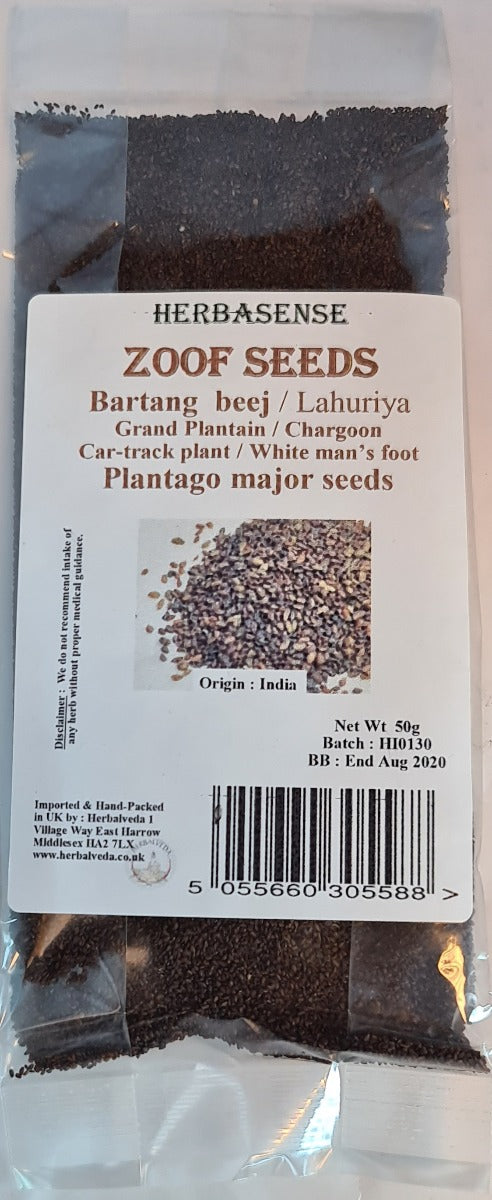 HERBASENSE
ZOOF SEEDS
Bartang beej / Lahuriya
Grand Plantain / Chargoon
Car-track plant / White man's foot
Plantago major seeds
Disclaimer : We do not recommend intake of
any herb without proper medical guidance.
Origin : India
Net Wt 50g
Batch : HI0130
BB : End Aug 2020
Imported & Hand-Packed
in UK by : Herbalveda 1
Village Way East Harrow
Middlesex HA2 7LX
www.herbalveda.co.uk
HERBALVEDA
5 055660 305588 >